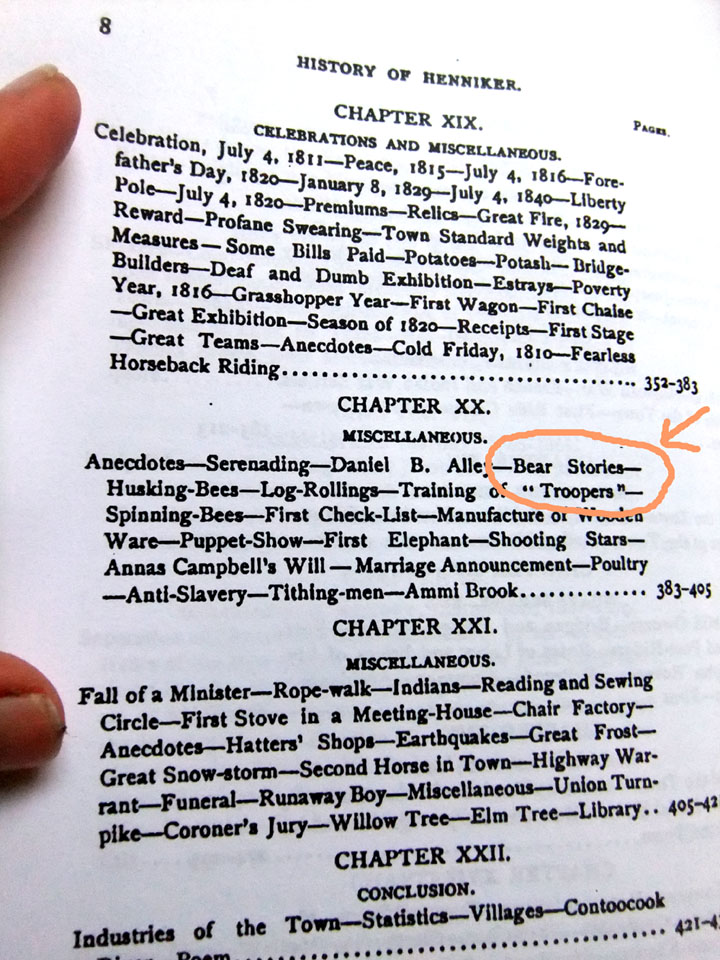 8
HISTORY OF HENNIKER.
CHAPTER XIX.
PAGES.
CELEBRATIONS AND MISCELLANEOUS.
Celebration, July 4, 1811—Peace, 1815—July 4, 1816—Fore-
father's Day, 1820—January 8, 1829—July 4, 1840—Liberty
Pole—July 4, 1820—Premiums—Relics—Great Fire, 1829—
Reward—Profane Swearing—Town Standard Weights and
Measures—Some Bills Paid—Potatoes—Potash—Bridge-
Builders—Deaf and Dumb Exhibition—Estrays—Poverty
Year, 1816—Grasshopper Year—First Wagon—First Chaise
—Great Exhibition—Season of 1820—Receipts—First Stage
—Great Teams—Anecdotes—Cold Friday, 1810—Fearless
Horseback Riding.................................... 352-383
CHAPTER XX.
MISCELLANEOUS.
Anecdotes—Serenading—Daniel B. Alley—Bear Stories—
Husking-Bees—Log-Rollings—Training of "Troopers"—
Spinning-Bees—First Check-List—Manufacture of Wooden
Ware—Puppet-Show—First Elephant—Shooting Stars—
Annas Campbell's Will—Marriage Announcement—Poultry
—Anti-Slavery—Tithing-men—Ammi Brook............. 383-405
CHAPTER XXI.
MISCELLANEOUS.
Fall of a Minister—Rope-walk—Indians—Reading and Sewing
Circle—First Stove in a Meeting-House—Chair Factory—
Anecdotes—Hatters' Shops—Earthquakes—Great Frost—
Great Snow-storm—Second Horse in Town—Highway War-
rant—Funeral—Runaway Boy—Miscellaneous—Union Turn-
pike—Coroner's Jury—Willow Tree—Elm Tree—Library.. 405-42
CHAPTER XXII.
CONCLUSION.
Industries of the Town—Statistics—Villages—Contoocook
Poem................................ 421-4